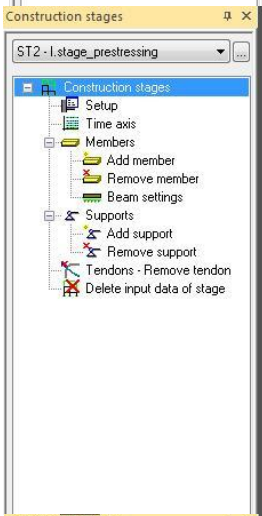 Construction stages
ST2 - I.stage_prestressing
...
Construction stages
Setup
Time axis
Members
Add member
Remove member
Beam settings
Supports
Add support
Remove support
Tendons - Remove tendon
Delete input data of stage